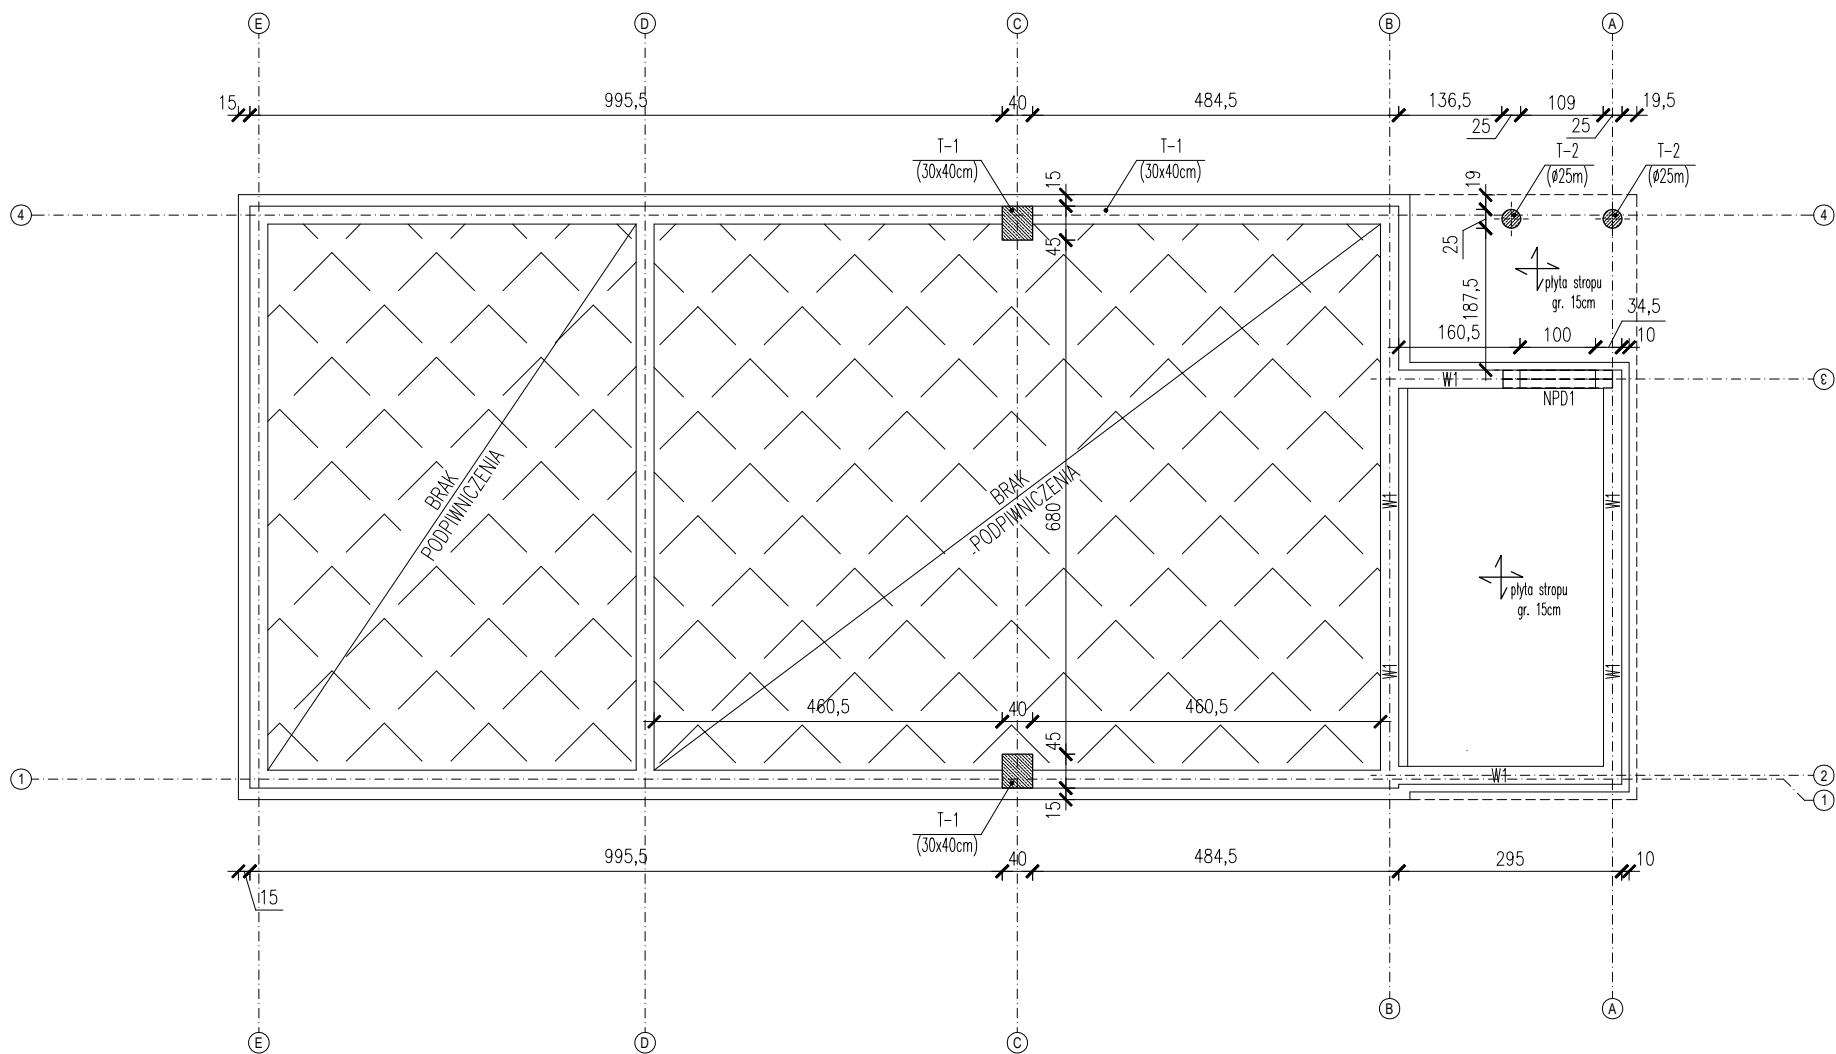 E
D
C
B
A
15
995,5
40
484,5
136,5
109
19,5
25
25
T-1
(30x40cm)
T-1
(30x40cm)
T-2
(ø25m)
T-2
(ø25m)
15
19
4
4
45
25
płyta stropu
gr. 15cm
187,5
34,5
160,5
100
10
W1
NPD1
3
BRAK
PODPIWNICZENIA
BRAK
PODPIWNICZENIA
680
W1
W1
płyta stropu
gr. 15cm
W1
W1
460,5
40
460,5
45
1
W1
2
1
15
T-1
(30x40cm)
995,5
40
484,5
295
10
15
B
A
E
D
C